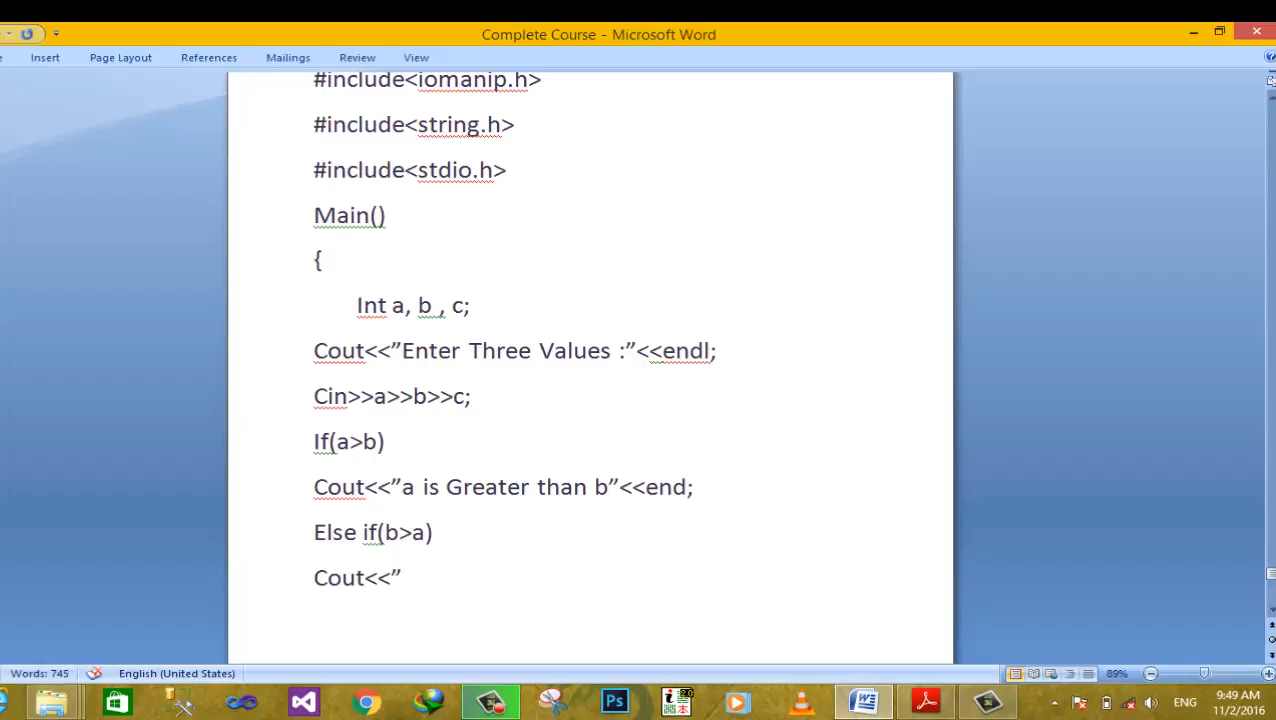 Complete Course - Microsoft Word
Insert Page Layout References Mailings Review View
#include<iomanip.h>
#include<string.h>
#include<stdio.h>
Main()
{
Int a, b , c;
Cout<<”Enter Three Values :”<<endl;
Cin>>a>>b>>c;
If(a>b)
Cout<<”a is Greater than b”<<end;
Else if(b>a)
Cout<<”
Words: 745 English (United States) 89%
ENG 9:49 AM
11/2/2016